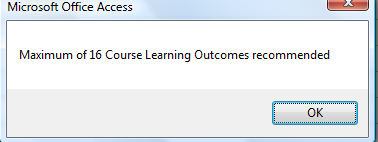 Microsoft Office Access
Maximum of 16 Course Learning Outcomes recommended
OK